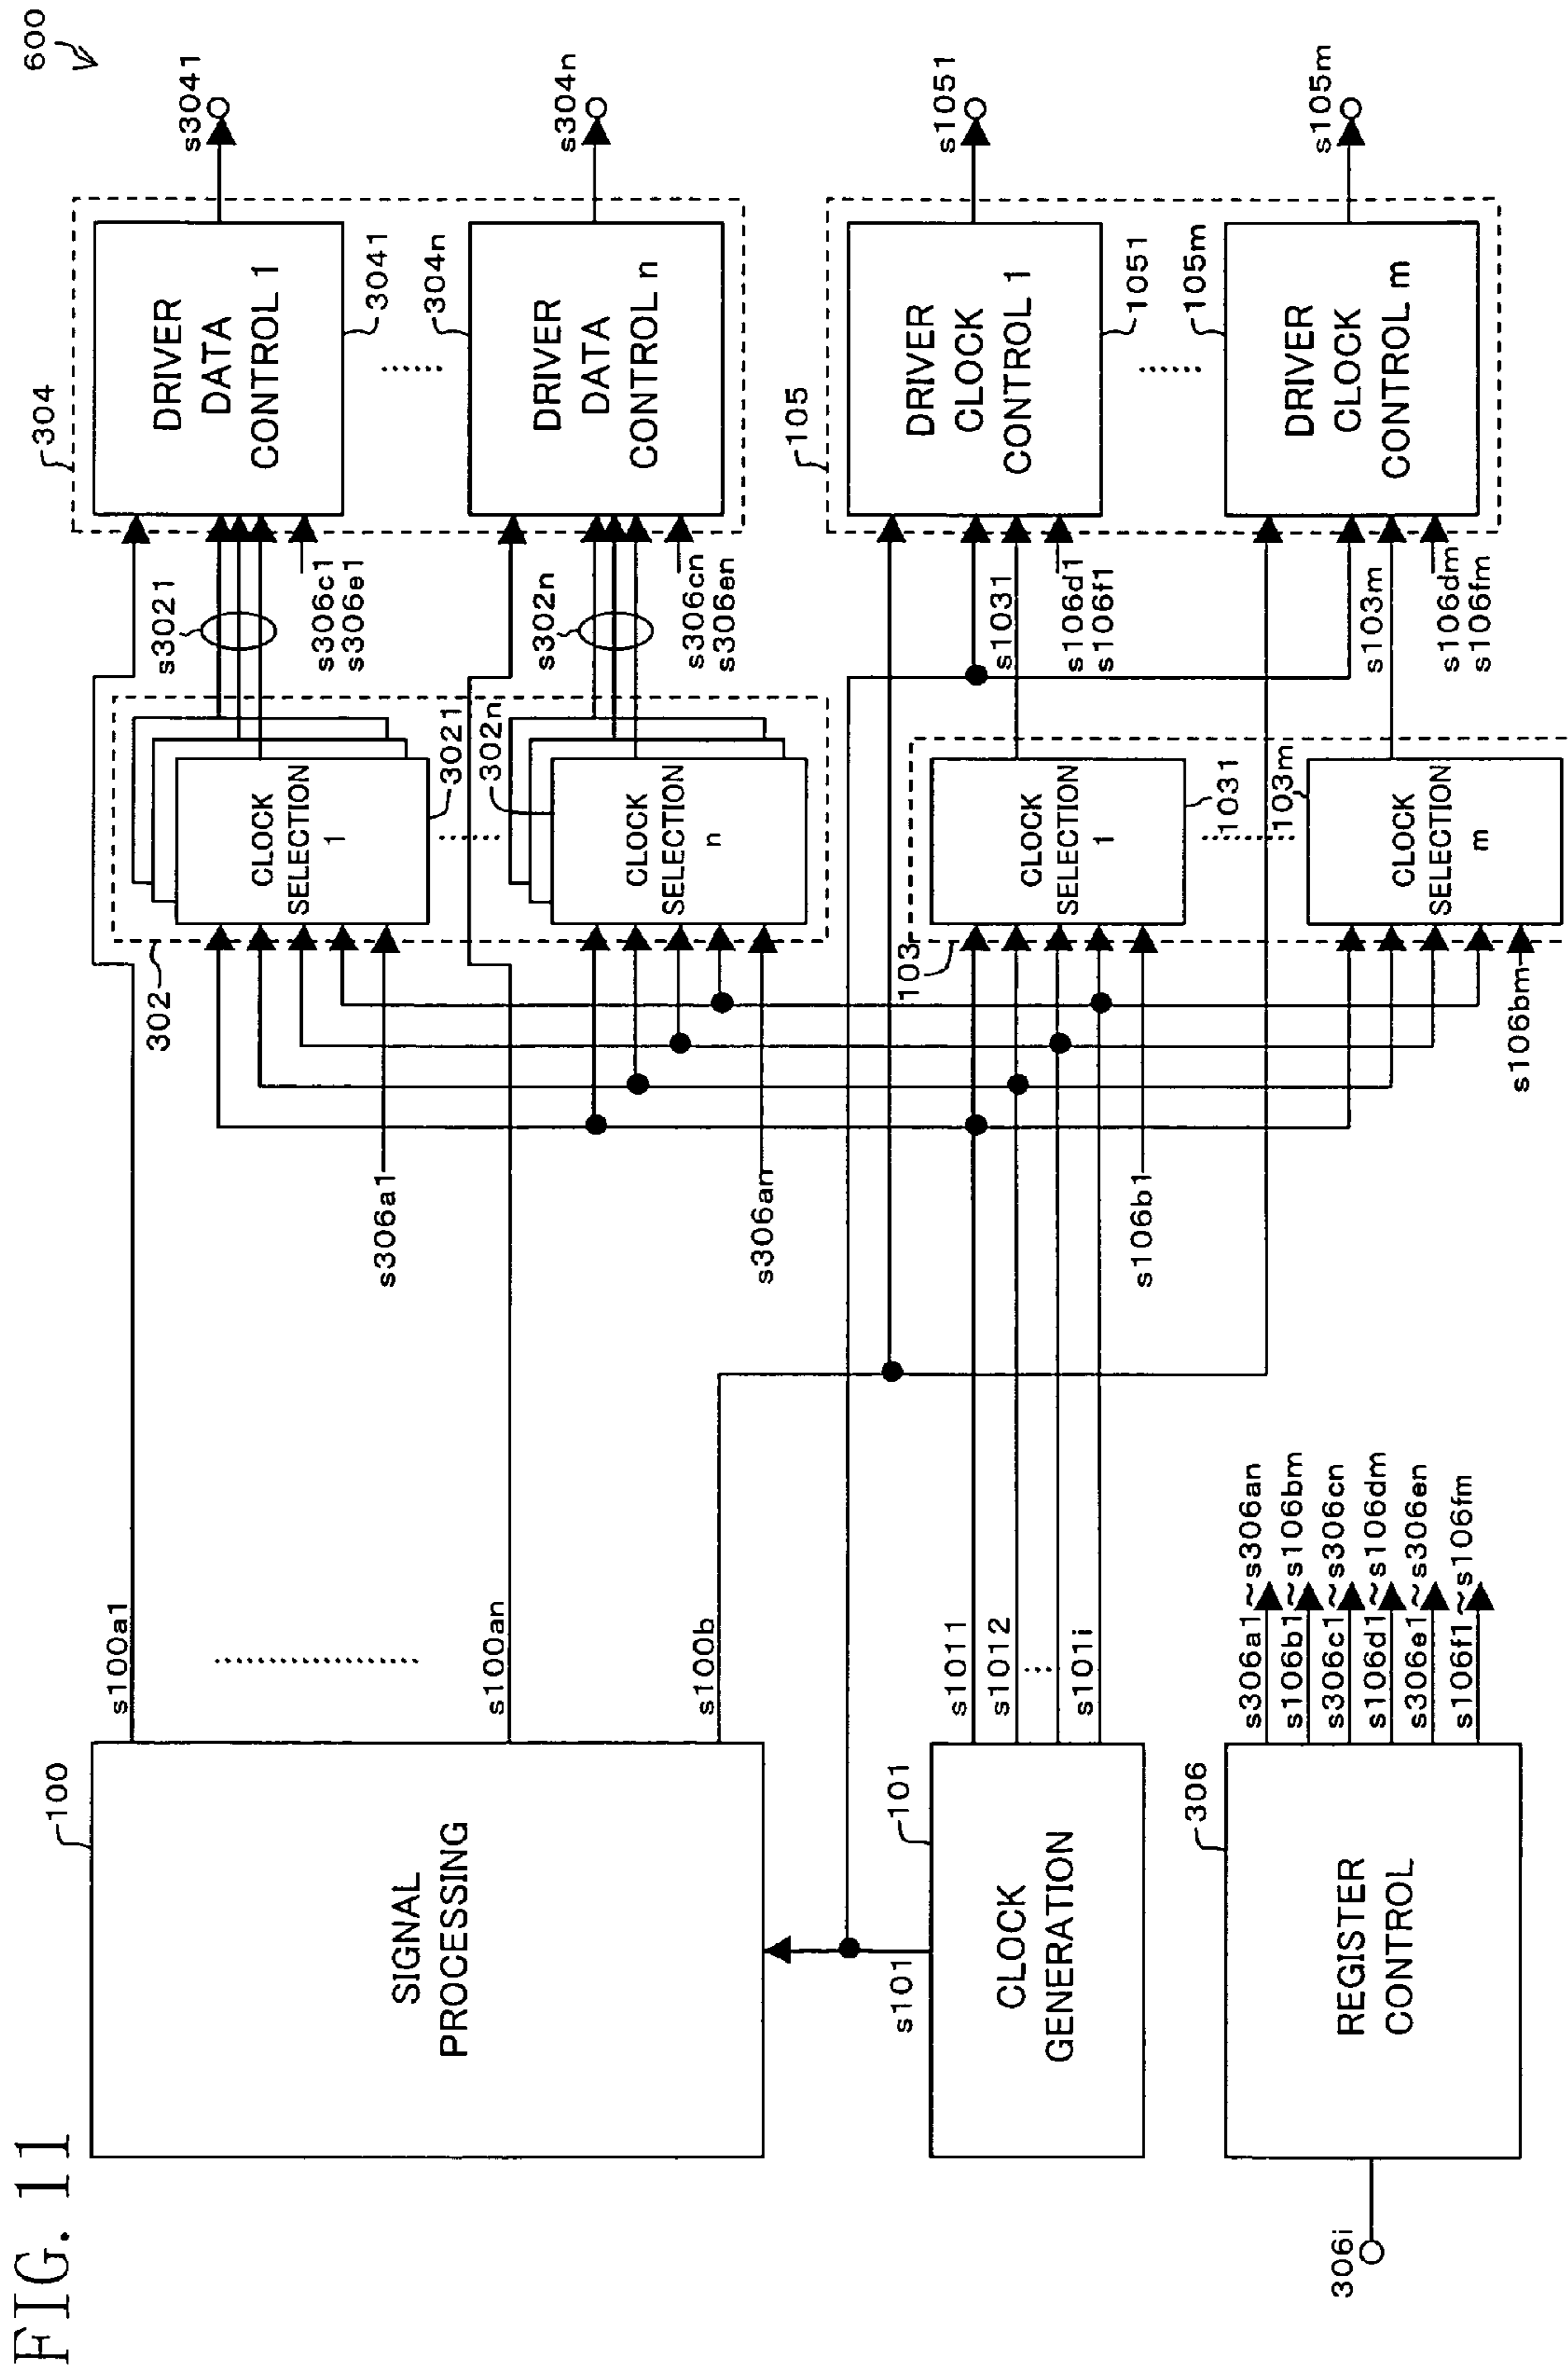 FIG. 11
600
100
SIGNAL
PROCESSING
s100a1
s100an
s100b
s101
101
CLOCK
GENERATION
s1011
s1012
s101i
306i
306
REGISTER
CONTROL
s306a1~s306an
s106b1~s106bm
s306c1~s306cn
s106d1~s106dm
s306e1~s306en
s106f1~s106fm
302
s306a1
CLOCK
SELECTION
1
3021
302n
s306an
CLOCK
SELECTION
n
103
s106b1
CLOCK
SELECTION
1
1031
103m
s106bm
CLOCK
SELECTION
m
s3021
s306c1
s306e1
s302n
s306cn
s306en
s1031
s106d1
s106f1
s103m
s106dm
s106fm
304
DRIVER
DATA
CONTROL 1
3041
304n
DRIVER
DATA
CONTROL n
105
DRIVER
CLOCK
CONTROL 1
1051
105m
DRIVER
CLOCK
CONTROL m
s3041
s304n
s1051
s105m